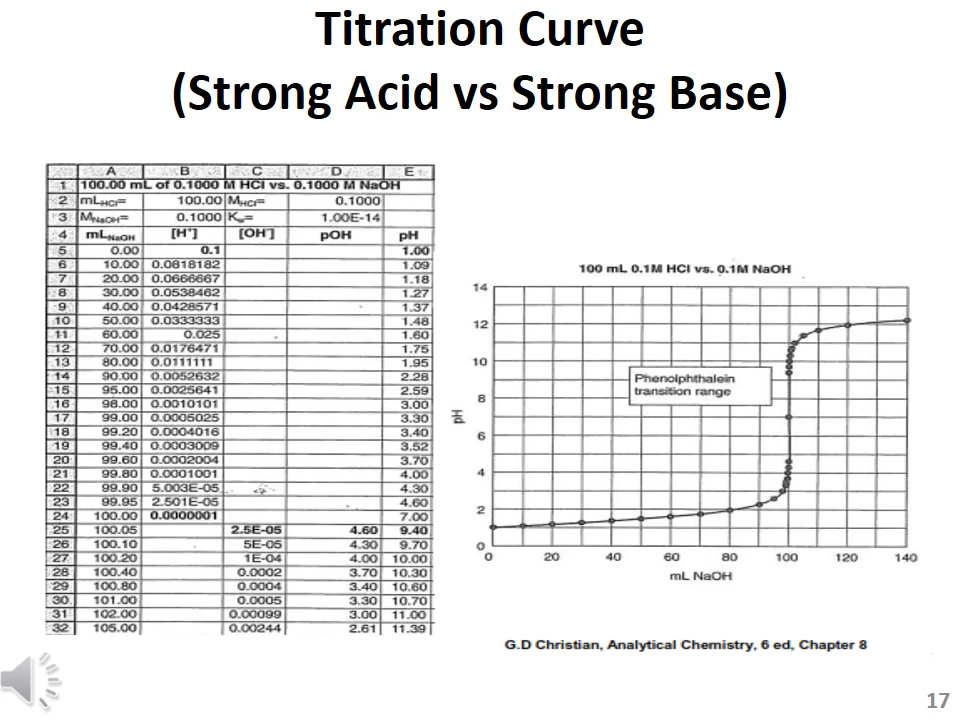 Titration Curve
(Strong Acid vs Strong Base)
A B C D E
1 100.00 mL of 0.1000 M HCl vs. 0.1000 M NaOH
2 mLHCl= 100.00 MHCl= 0.1000
3 MNaOH= 0.1000 Kw= 1.00E-14
4 mLNaOH [H+] [OH-] pOH pH
5 0.00 0.1 1.00
6 10.00 0.0818182 1.09
7 20.00 0.0666667 1.18
8 30.00 0.0538462 1.27
9 40.00 0.0428571 1.37
10 50.00 0.0333333 1.48
11 60.00 0.025 1.60
12 70.00 0.0176471 1.75
13 80.00 0.0111111 1.95
14 90.00 0.0052632 2.28
15 95.00 0.0025641 2.59
16 98.00 0.0010101 3.00
17 99.00 0.0005025 3.30
18 99.20 0.0004016 3.40
19 99.40 0.0003009 3.52
20 99.60 0.0002004 3.70
21 99.80 0.0001001 4.00
22 99.90 5.003E-05 4.30
23 99.95 2.501E-05 4.60
24 100.00 0.0000001 7.00
25 100.05 2.5E-05 4.60 9.40
26 100.10 5E-05 4.30 9.70
27 100.20 1E-04 4.00 10.00
28 100.40 0.0002 3.70 10.30
29 100.80 0.0004 3.40 10.60
30 101.00 0.0005 3.30 10.70
31 102.00 0.00099 3.00 11.00
32 105.00 0.00244 2.61 11.39
100 mL 0.1M HCl vs. 0.1M NaOH
14
12
10
8
6
4
2
0
pH
Phenolphthalein
transition range
0 20 40 60 80 100 120 140
mL NaOH
G.D Christian, Analytical Chemistry, 6 ed, Chapter 8
17